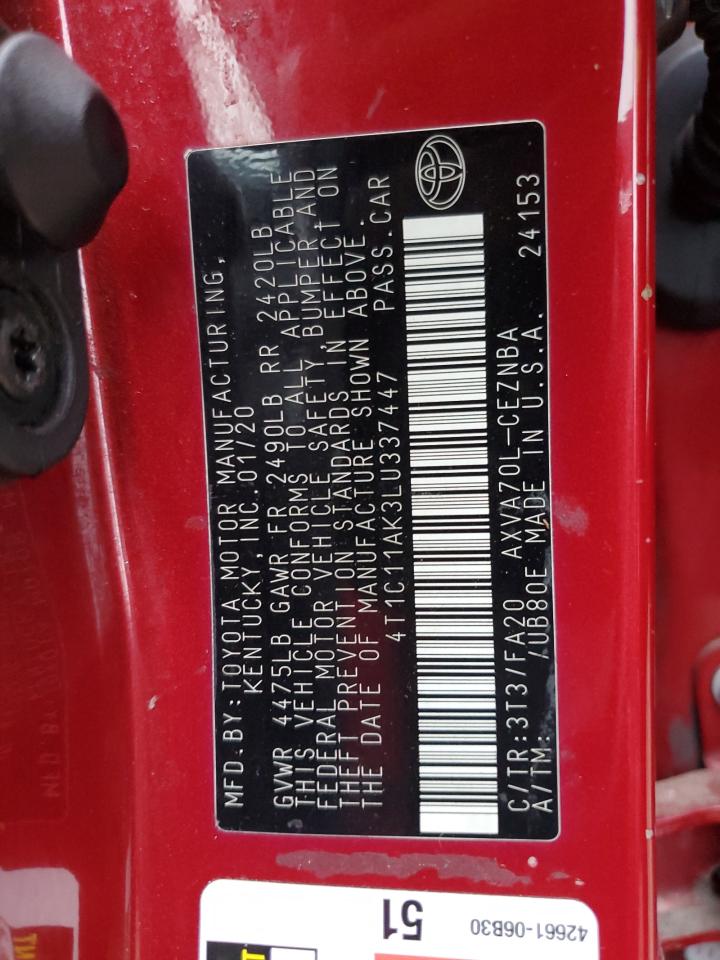 MFD.BY:TOYOTA MOTOR MANUFACTURING,
KENTUCKY, INC. 01/20
GVWR 4475LB GAWR FR 2490LB RR 2420LB
THIS VEHICLE CONFORMS TO ALL APPLICABLE
FEDERAL MOTOR VEHICLE SAFETY, BUMPER, AND
THEFT PREVENTION STANDARDS IN EFFECT ON
THE DATE OF MANUFACTURE SHOWN ABOVE.
4T1C11AK3LU337447 PASS.CAR
C/TR:3T3/FA20 AXVA70L-CEZNBA
A/TM: /UB80E MADE IN U.S.A. 24153
51
42661-06B30